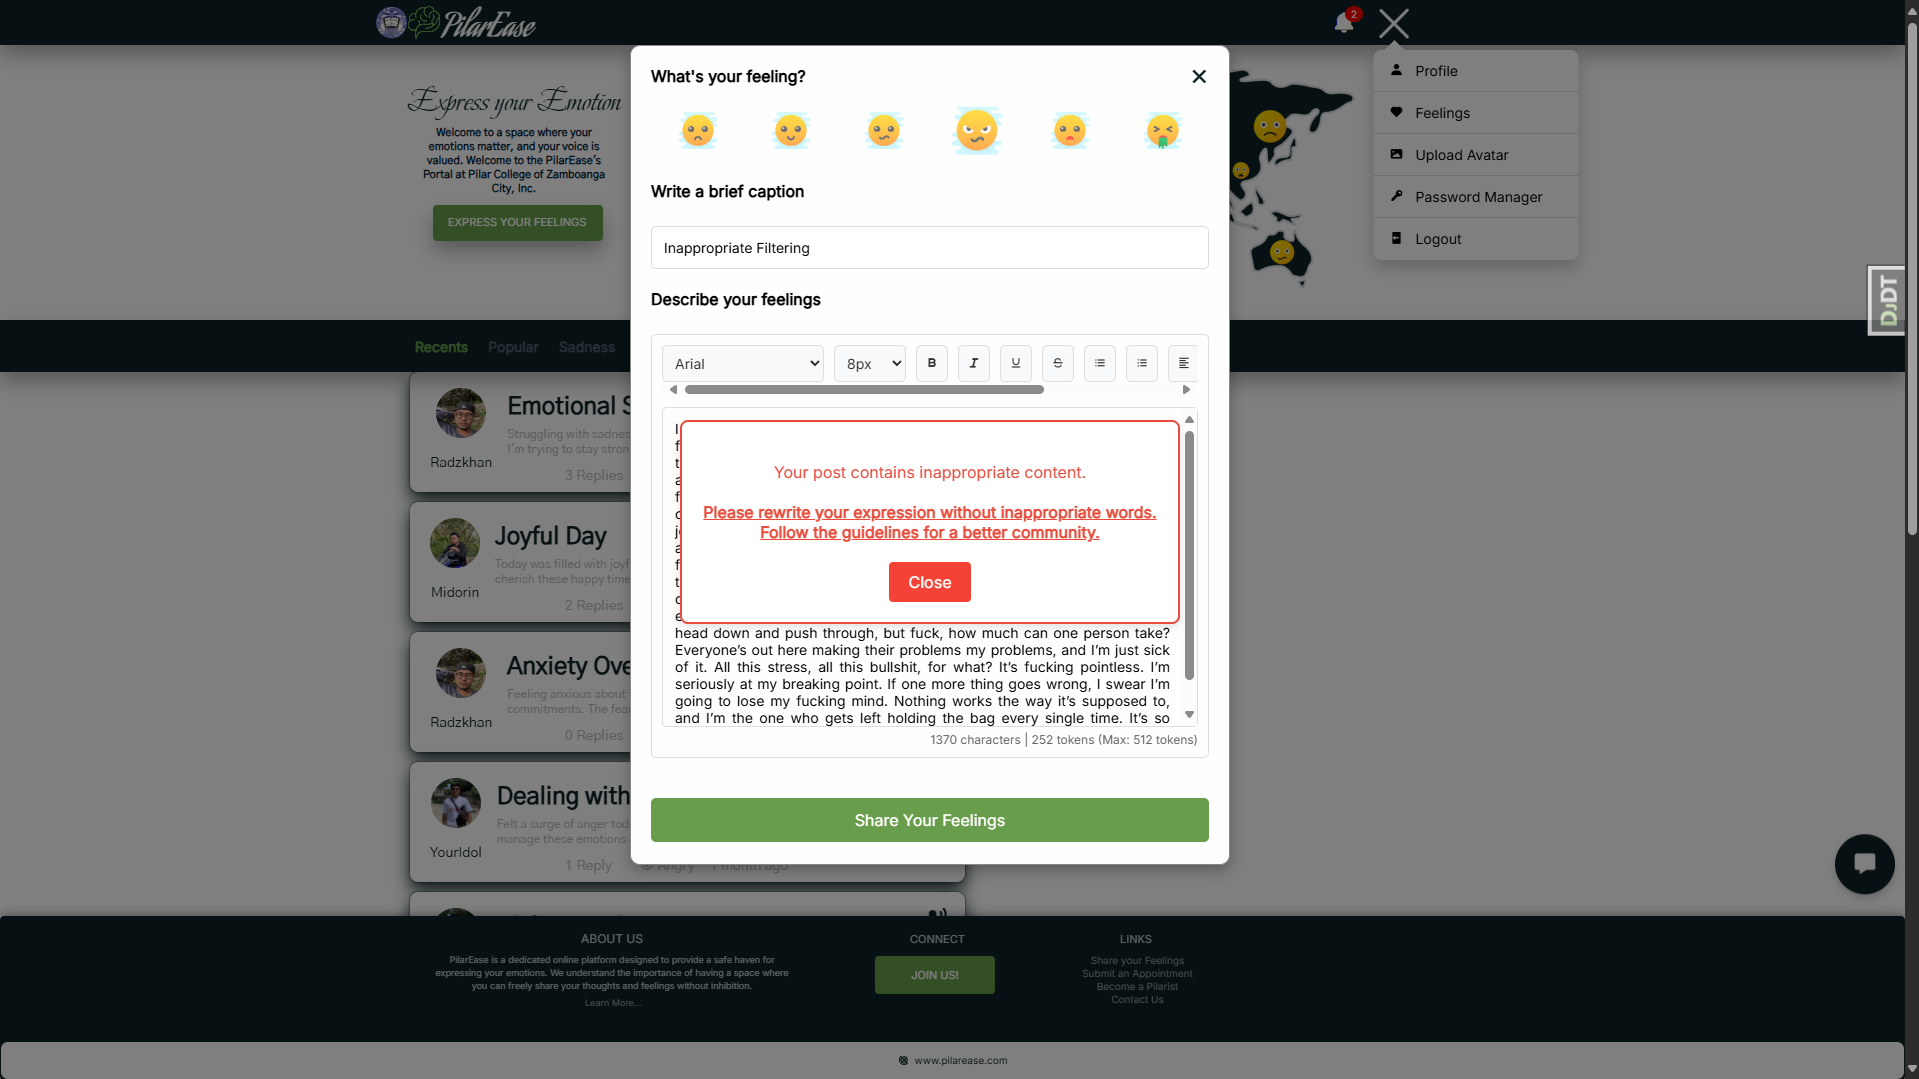 PilarEase
2
Profile
Feelings
Upload Avatar
Password Manager
Logout
Express your Emotion
Welcome to a space where your
emotions matter, and your voice is
valued. Welcome to the PilarEase's
Portal at Pilar College of Zamboanga
City, Inc.
EXPRESS YOUR FEELINGS
DJDT
Recents
Popular
Sadness
What's your feeling?
Write a brief caption
Inappropriate Filtering
Describe your feelings
Arial
8px
B
I
U
S
Your post contains inappropriate content.
Please rewrite your expression without inappropriate words.
Follow the guidelines for a better community.
Close
head down and push through, but fuck, how much can one person take?
Everyone's out here making their problems my problems, and I'm just sick
of it. All this stress, all this bullshit, for what? It's fucking pointless. I'm
seriously at my breaking point. If one more thing goes wrong, I swear I'm
going to lose my fucking mind. Nothing works the way it's supposed to,
and I'm the one who gets left holding the bag every single time. It's so
1370 characters | 252 tokens (Max: 512 tokens)
Share Your Feelings
Emotional S
Struggling with sadnes
I'm trying to stay stron
Radzkhan
3 Replies
Joyful Day
Today was filled with joyf
cherish these happy time
Midorin
2 Replies
Anxiety Ove
Feeling anxious about
commitments. The fea
Radzkhan
0 Replies
Dealing with
Felt a surge of anger tod
manage these emotions
YourIdol
1 Reply
Angry
1 month ago
ABOUT US
PilarEase is a dedicated online platform designed to provide a safe haven for
expressing your emotions. We understand the importance of having a space where
you can freely share your thoughts and feelings without inhibition.
Learn More...
CONNECT
JOIN US!
LINKS
Share your Feelings
Submit an Appointment
Become a Pilarist
Contact Us
www.pilarease.com